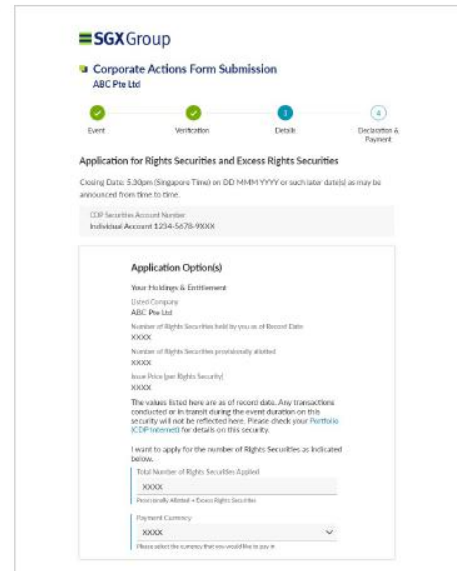 SGX Group
Corporate Actions Form Submission
ABC Pte Ltd
3
4
Event
Verification
Details
Declaration &
Payment
Application for Rights Securities and Excess Rights Securities
Closing Date: 5.30pm (Singapore Time) on DD MMM YYYY or such later date(s) as may be
announced from time to time.
CDP Securities Account Number
Individual Account 1234-5678-9XXX
Application Option(s)
Your Holdings & Entitlement
Listed Company
ABC Pte Ltd
Number of Rights Securities held by you as of Record Date
XXXX
Number of Rights Securities provisionally allotted
XXXX
Issue Price (per Rights Security)
XXXX
The values listed here are as of record date. Any transactions
conducted or in transit during the event duration on this
security will not be reflected here. Please check your Portfolio
(CDP Internet) for details on this security.
I want to apply for the number of Rights Securities as indicated
below.
Total Number of Rights Securities Applied
XXXX
Provisionally Allotted + Excess Rights Securities
Payment Currency
XXXX
Please select the currency that you would like to pay in